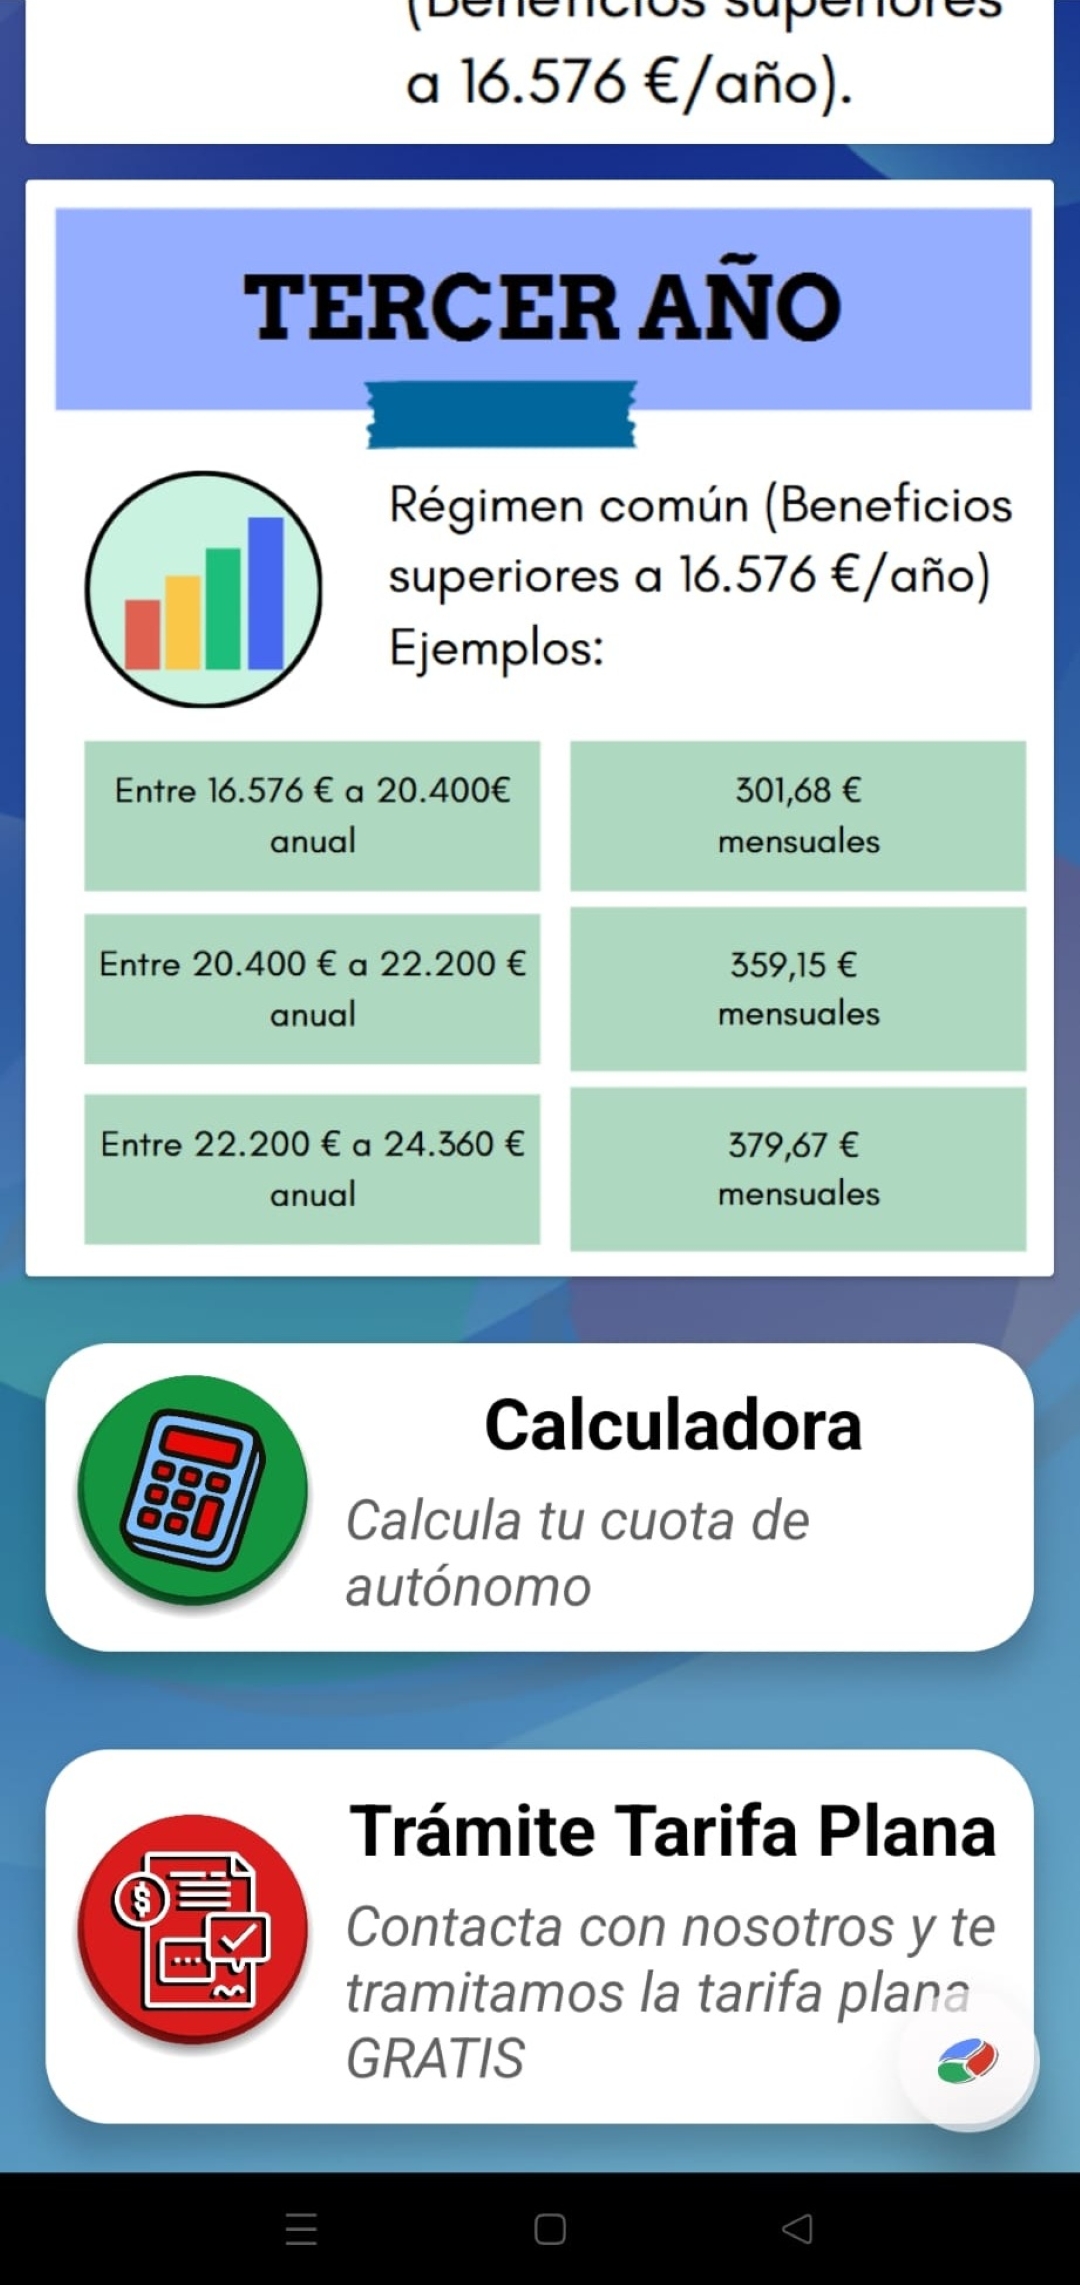 (Beneficios superiores
a 16.576 €/año).
TERCER AÑO
Régimen común (Beneficios
superiores a 16.576 €/año)
Ejemplos:
Entre 16.576 € a 20.400€
anual
301,68 €
mensuales
Entre 20.400 € a 22.200 €
anual
359,15 €
mensuales
Entre 22.200 € a 24.360 €
anual
379,67 €
mensuales
Calculadora
Calcula tu cuota de
autónomo
Trámite Tarifa Plana
$
Contacta con nosotros y te
tramitamos la tarifa plana
GRATIS